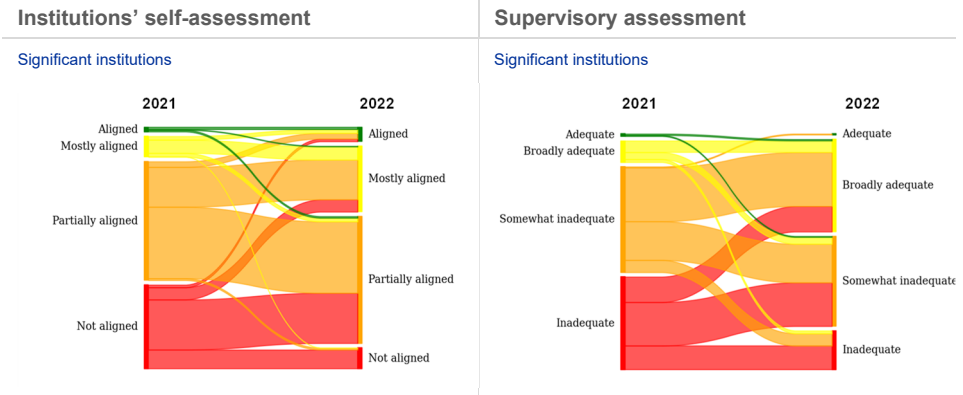 Institutions’ self-assessment
Significant institutions
2021
2022
Aligned
Mostly aligned
Partially aligned
Not aligned
Aligned
Mostly aligned
Partially aligned
Not aligned
Supervisory assessment
Significant institutions
2021
2022
Adequate
Broadly adequate
Somewhat inadequate
Inadequate
Adequate
Broadly adequate
Somewhat inadequate
Inadequate